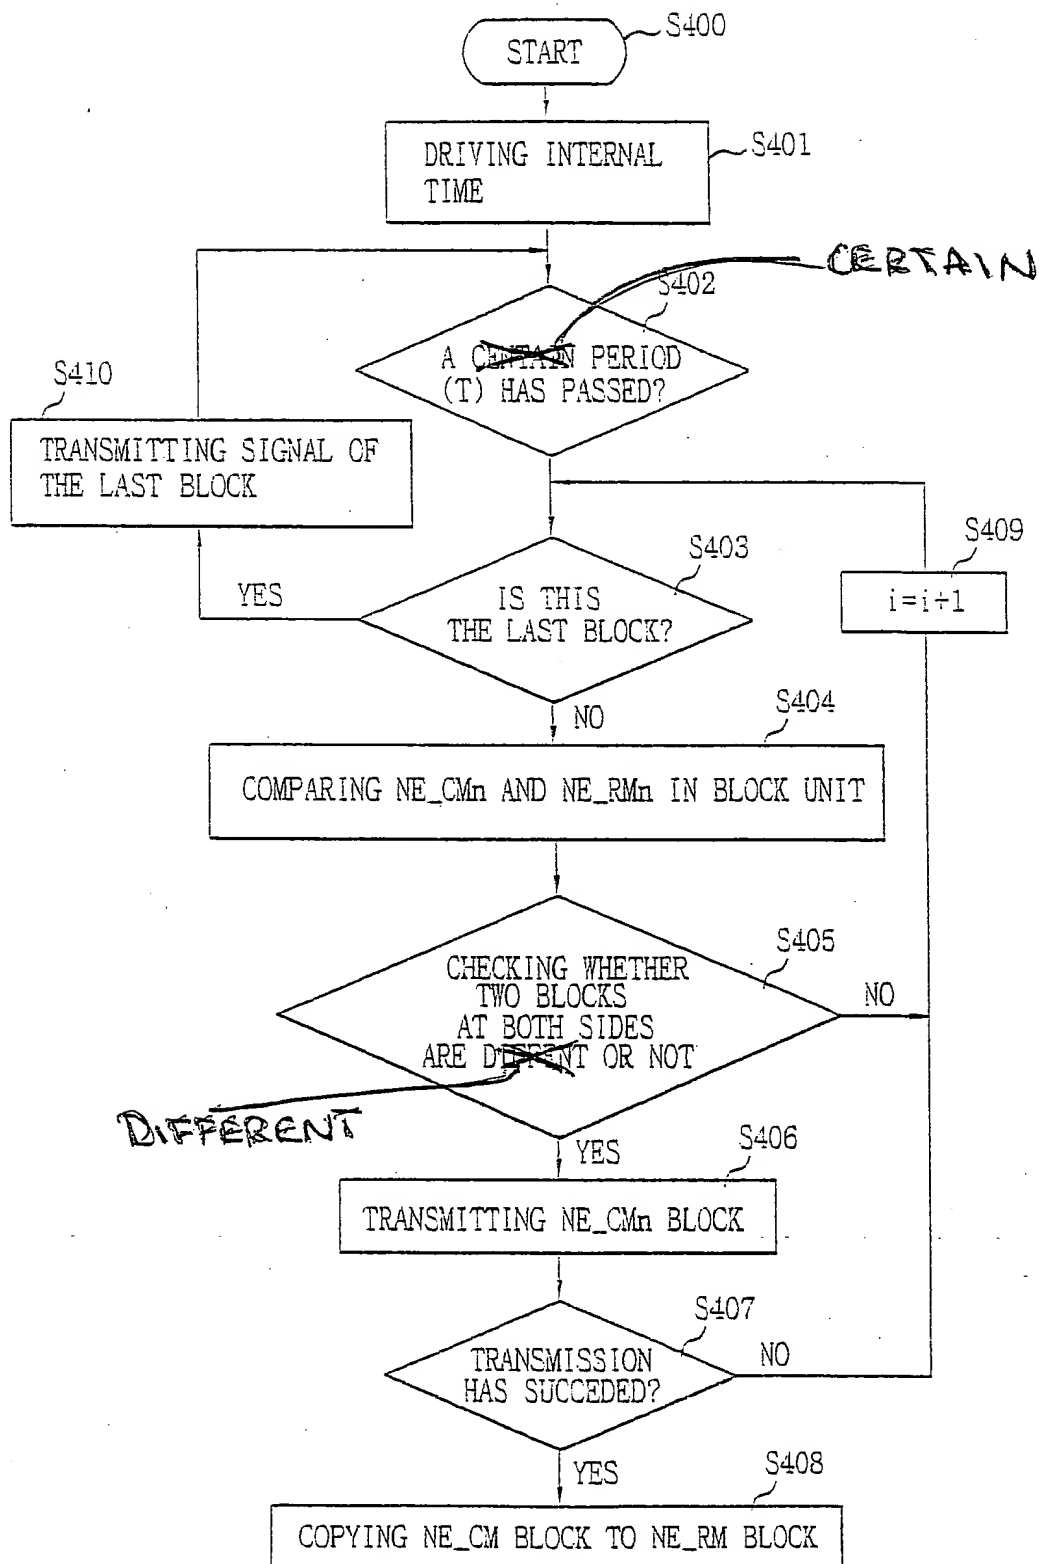 START
S400
DRIVING INTERNAL
TIME
S401
CERTAIN
S402
A CENTAIN PERIOD
(T) HAS PASSED?
S410
TRANSMITTING SIGNAL OF
THE LAST BLOCK
S403
IS THIS
THE LAST BLOCK?
YES
S409
i=i+1
NO
S404
COMPARING NE_CMn AND NE_RMn IN BLOCK UNIT
S405
CHECKING WHETHER
TWO BLOCKS
AT BOTH SIDES
ARE DIFFENT OR NOT
NO
DIFFERENT
YES
S406
TRANSMITTING NE_CMn BLOCK
S407
TRANSMISSION
HAS SUCCEDED?
NO
YES
S408
COPYING NE_CM BLOCK TO NE_RM BLOCK